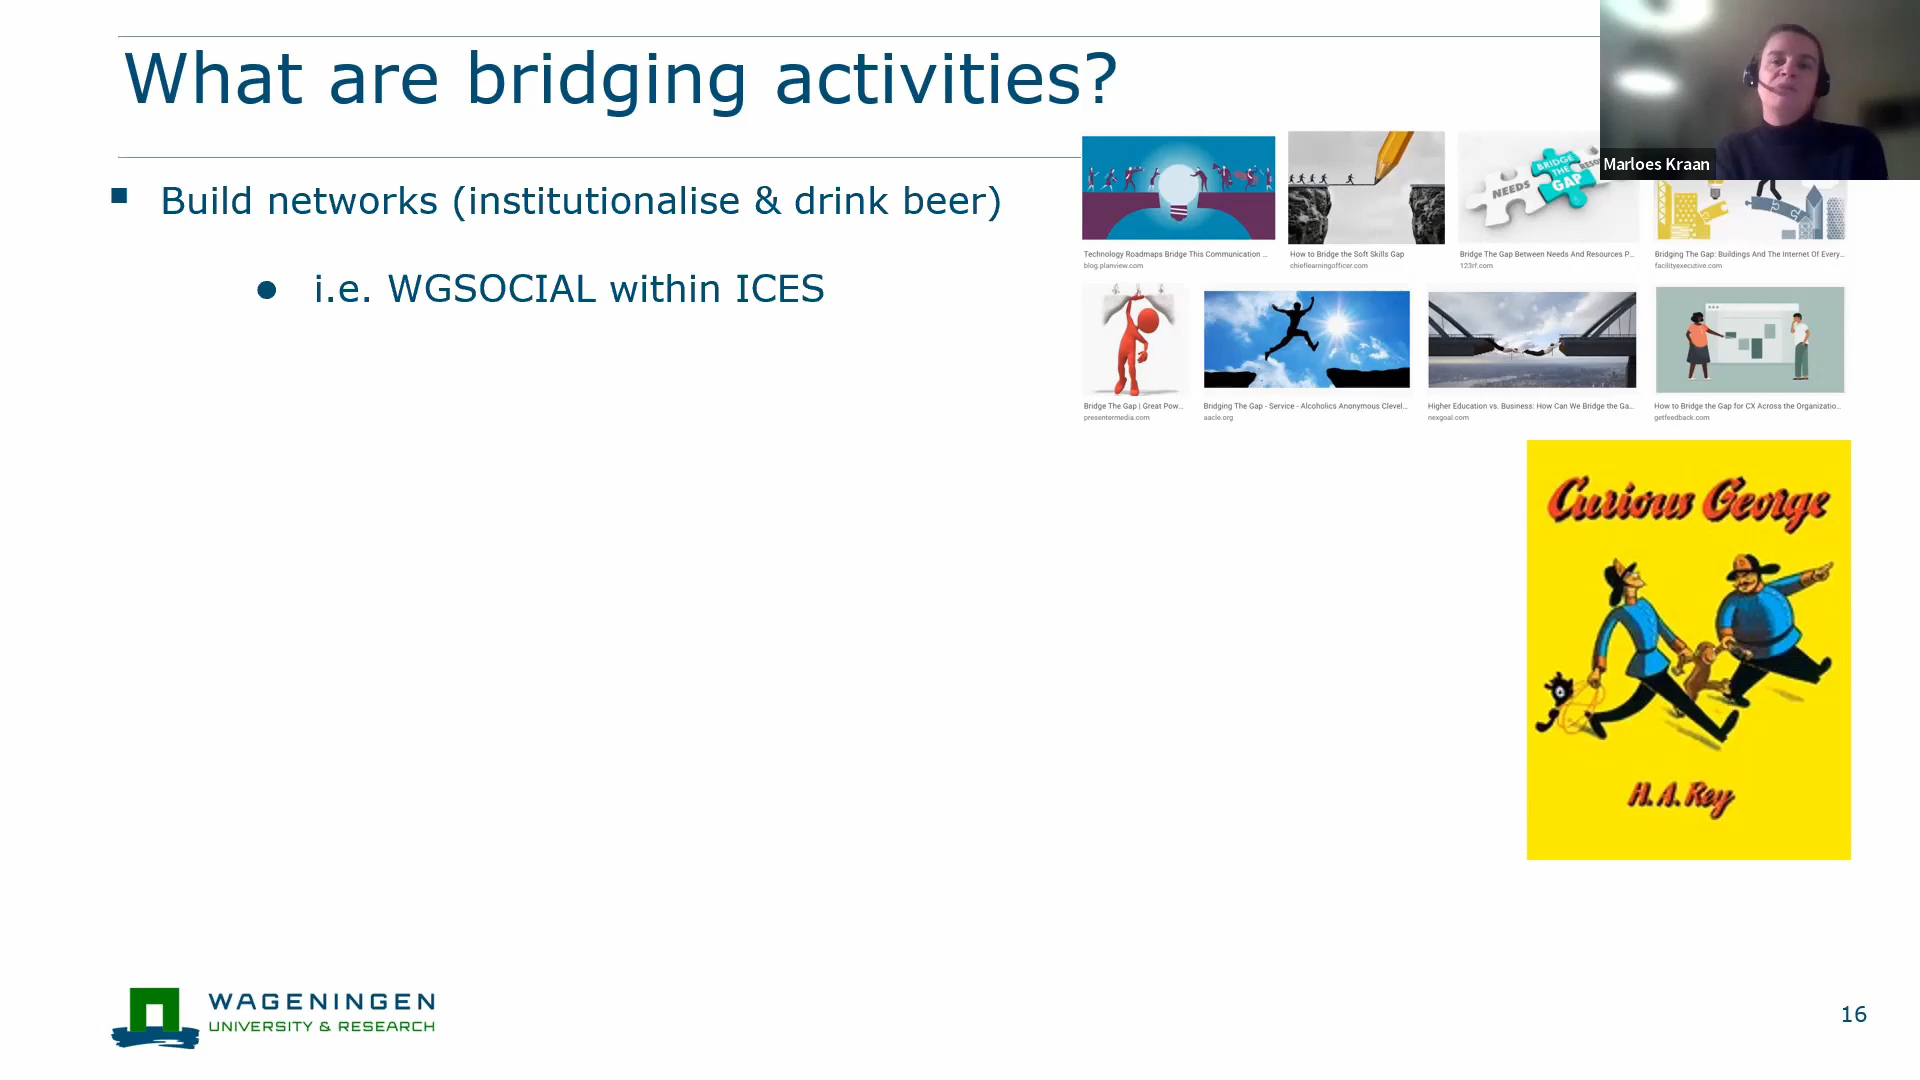 What are bridging activities?
Marloes Kraan
Build networks (institutionalise & drink beer)
i.e. WGSOCIAL within ICES
NEEDS
BRIDGE
THE
GAP
Technology Roadmaps Bridge This Communication ...
blog.planview.com
How to Bridge the Soft Skills Gap
chieflearningofficer.com
Bridge The Gap Between Needs And Resources P...
123rf.com
Bridging The Gap: Buildings And The Internet Of Every...
facilityexecutive.com
Bridge The Gap | Great Pow...
presentermedia.com
Bridging The Gap - Service - Alcoholics Anonymous Clevel...
aacle.org
Higher Education vs. Business: How Can We Bridge the Ga...
nexgoal.com
How to Bridge the Gap for CX Across the Organizatio...
getfeedback.com
Curious George
H. A. Rey
WAGENINGEN
UNIVERSITY & RESEARCH
16